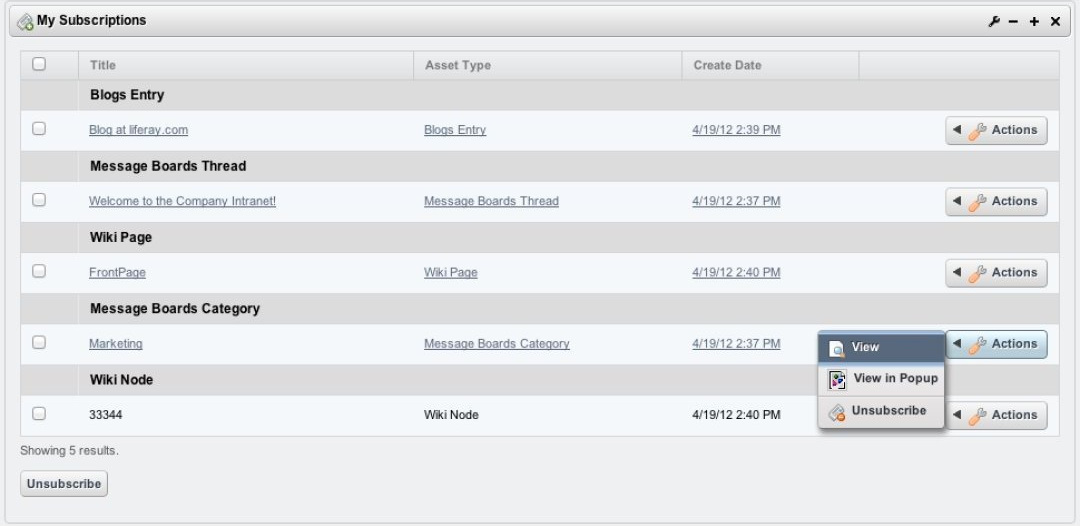 My Subscriptions
Title Asset Type Create Date
Blogs Entry
Blog at liferay.com Blogs Entry 4/19/12 2:39 PM Actions
Message Boards Thread
Welcome to the Company Intranet! Message Boards Thread 4/19/12 2:37 PM Actions
Wiki Page
FrontPage Wiki Page 4/19/12 2:40 PM Actions
Message Boards Category
Marketing Message Boards Category 4/19/12 2:37 PM View Actions
Wiki Node View in Popup
33344 Wiki Node 4/19/12 2:40 PM Unsubscribe Actions
Showing 5 results.
Unsubscribe